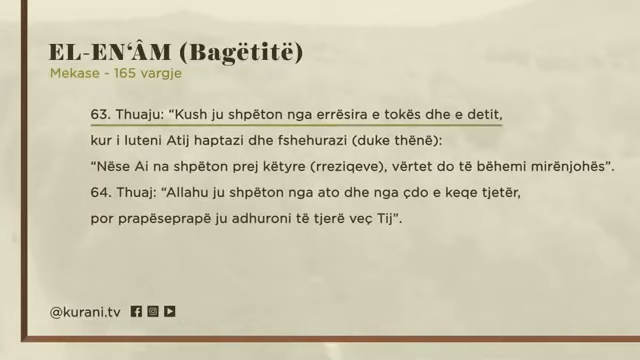 EL-EN‘ÂM (Bagëtitë)
Mekase - 165 vargje
63. Thuaju: “Kush ju shpëton nga errësira e tokës dhe e detit,
kur i luteni Atij haptazi dhe fshehurazi (duke thënë):
“Nëse Ai na shpëton prej këtyre (rreziqeve), vërtet do të bëhemi mirënjohës”.
64. Thuaj: “Allahu ju shpëton nga ato dhe nga çdo e keqe tjetër,
por prapëseprapë ju adhuroni të tjerë veç Tij”.
@kurani.tv